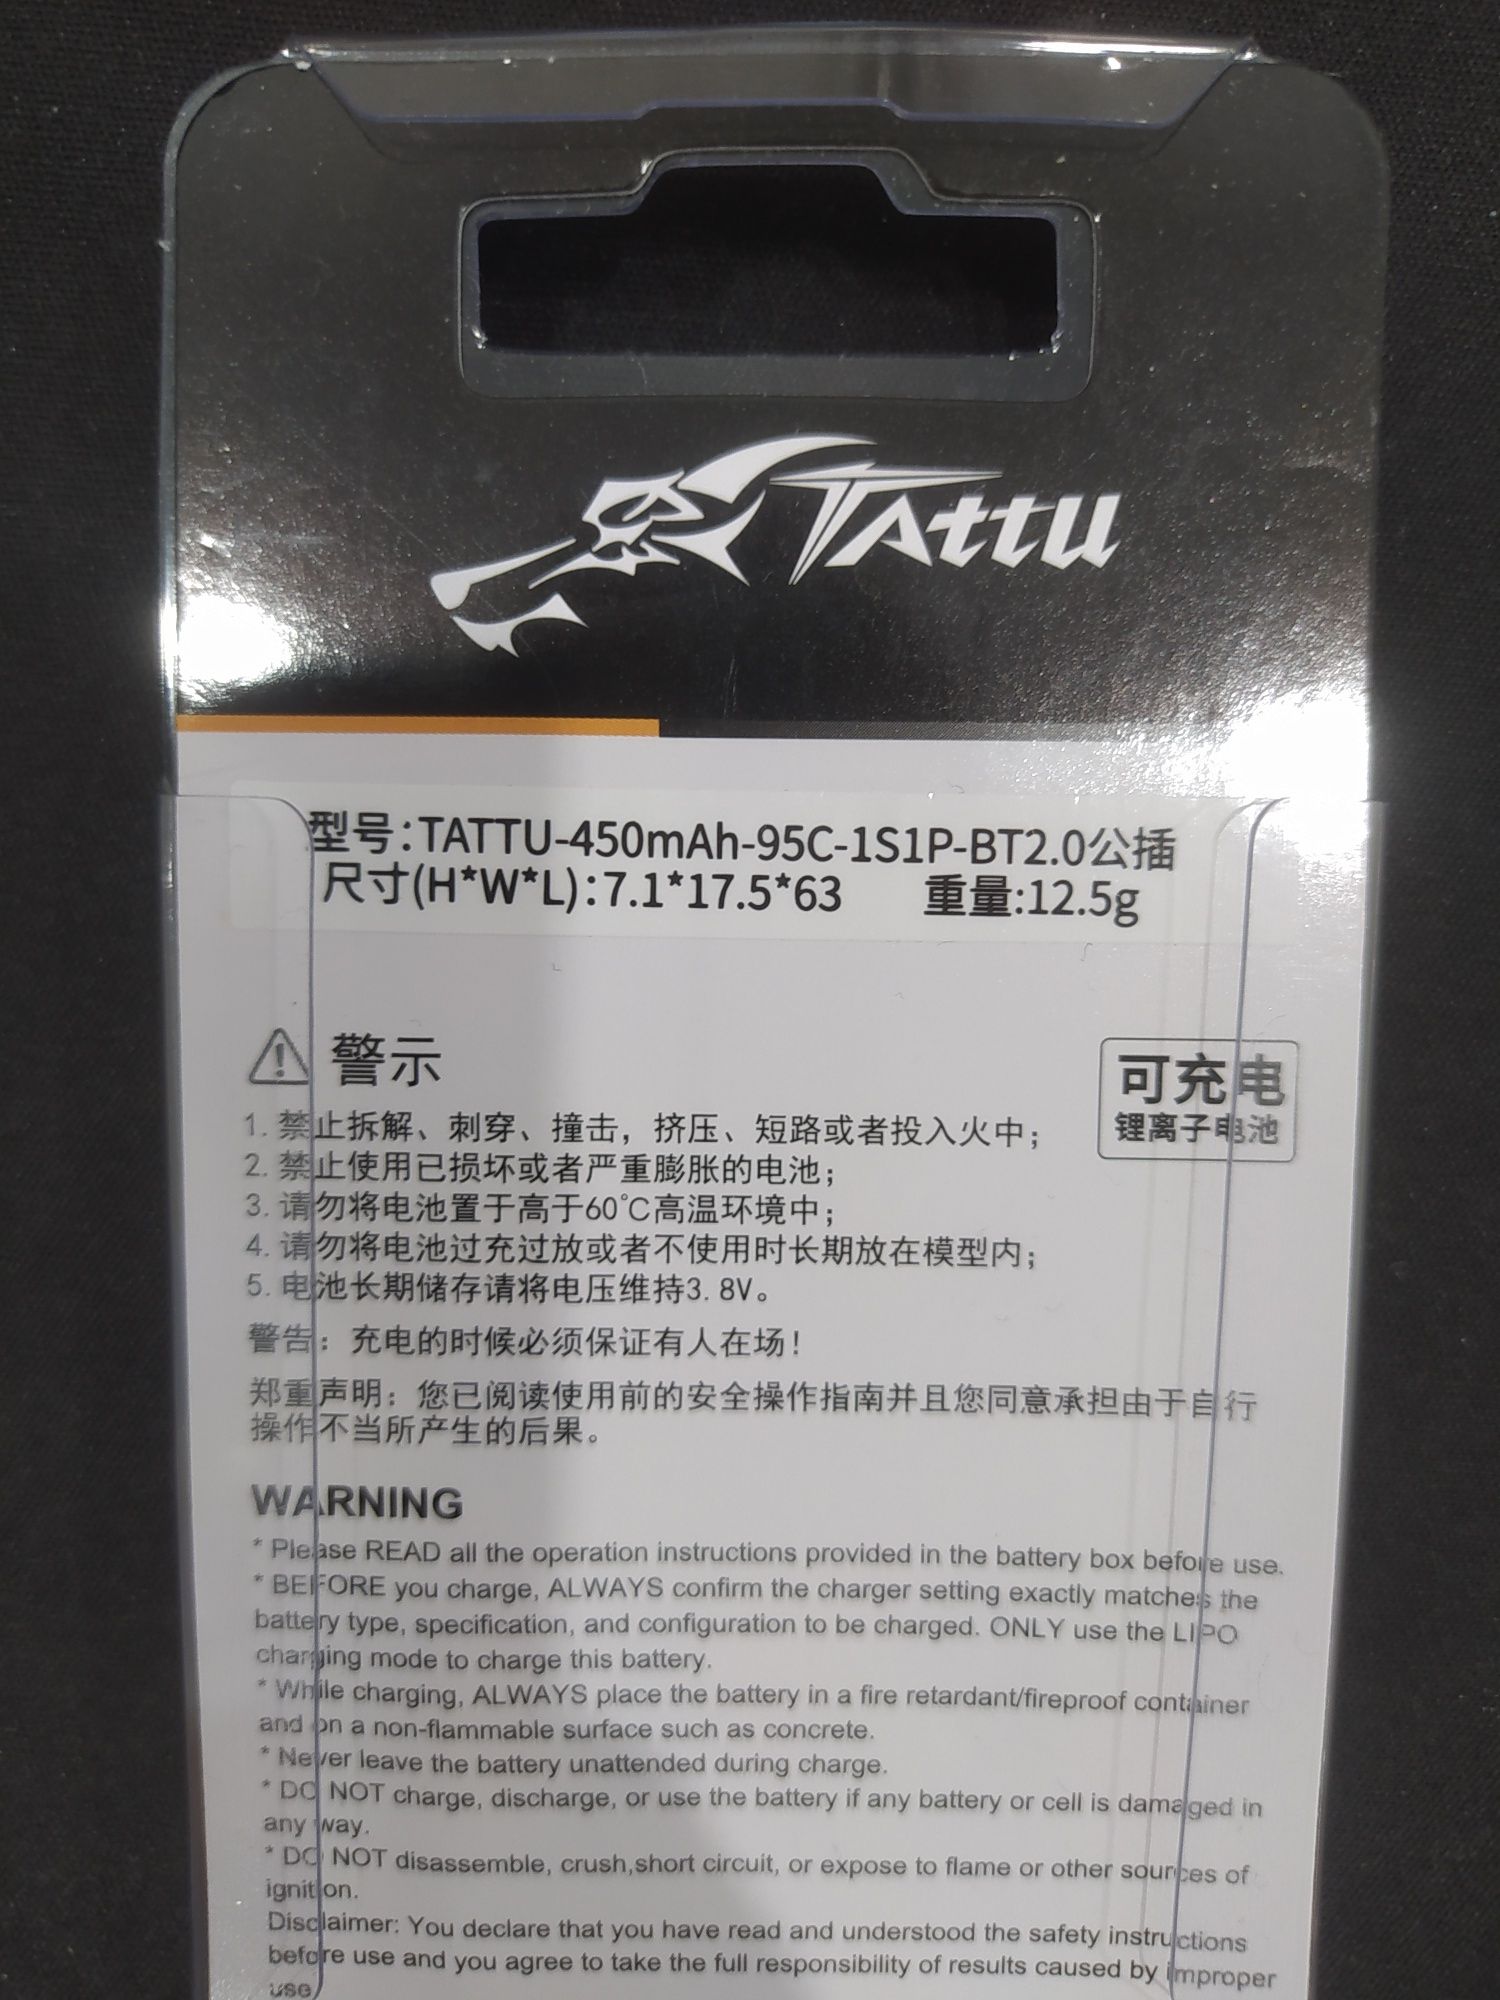 TATTU
型号:TATTU-450mAh-95C-1S1P-BT2.0公插
尺寸(H*W*L):7.1*17.5*63 重量:12.5g
警示
可充电
锂离子电池
1. 禁止拆解、刺穿、撞击，挤压、短路或者投入火中；
2. 禁止使用已损坏或者严重膨胀的电池；
3. 请勿将电池置于高于60℃高温环境中；
4. 请勿将电池过充过放或者不使用时长期放在模型内；
5. 电池长期储存请将电压维持3.8V。
警告：充电的时候必须保证有人在场！
郑重声明：您已阅读使用前的安全操作指南并且您同意承担由于自行
操作不当所产生的后果。
WARNING
* Please READ all the operation instructions provided in the battery box before use.
* BEFORE you charge, ALWAYS confirm the charger setting exactly matches the
battery type, specification, and configuration to be charged. ONLY use the LIPO
charging mode to charge this battery.
* While charging, ALWAYS place the battery in a fire retardant/fireproof container
and on a non-flammable surface such as concrete.
* Never leave the battery unattended during charge.
* DO NOT charge, discharge, or use the battery if any battery or cell is damaged in
any way.
* DO NOT disassemble, crush,short circuit, or expose to flame or other sources of
ignition.
Disclaimer: You declare that you have read and understood the safety instructions
before use and you agree to take the full responsibility of results caused by improper
use